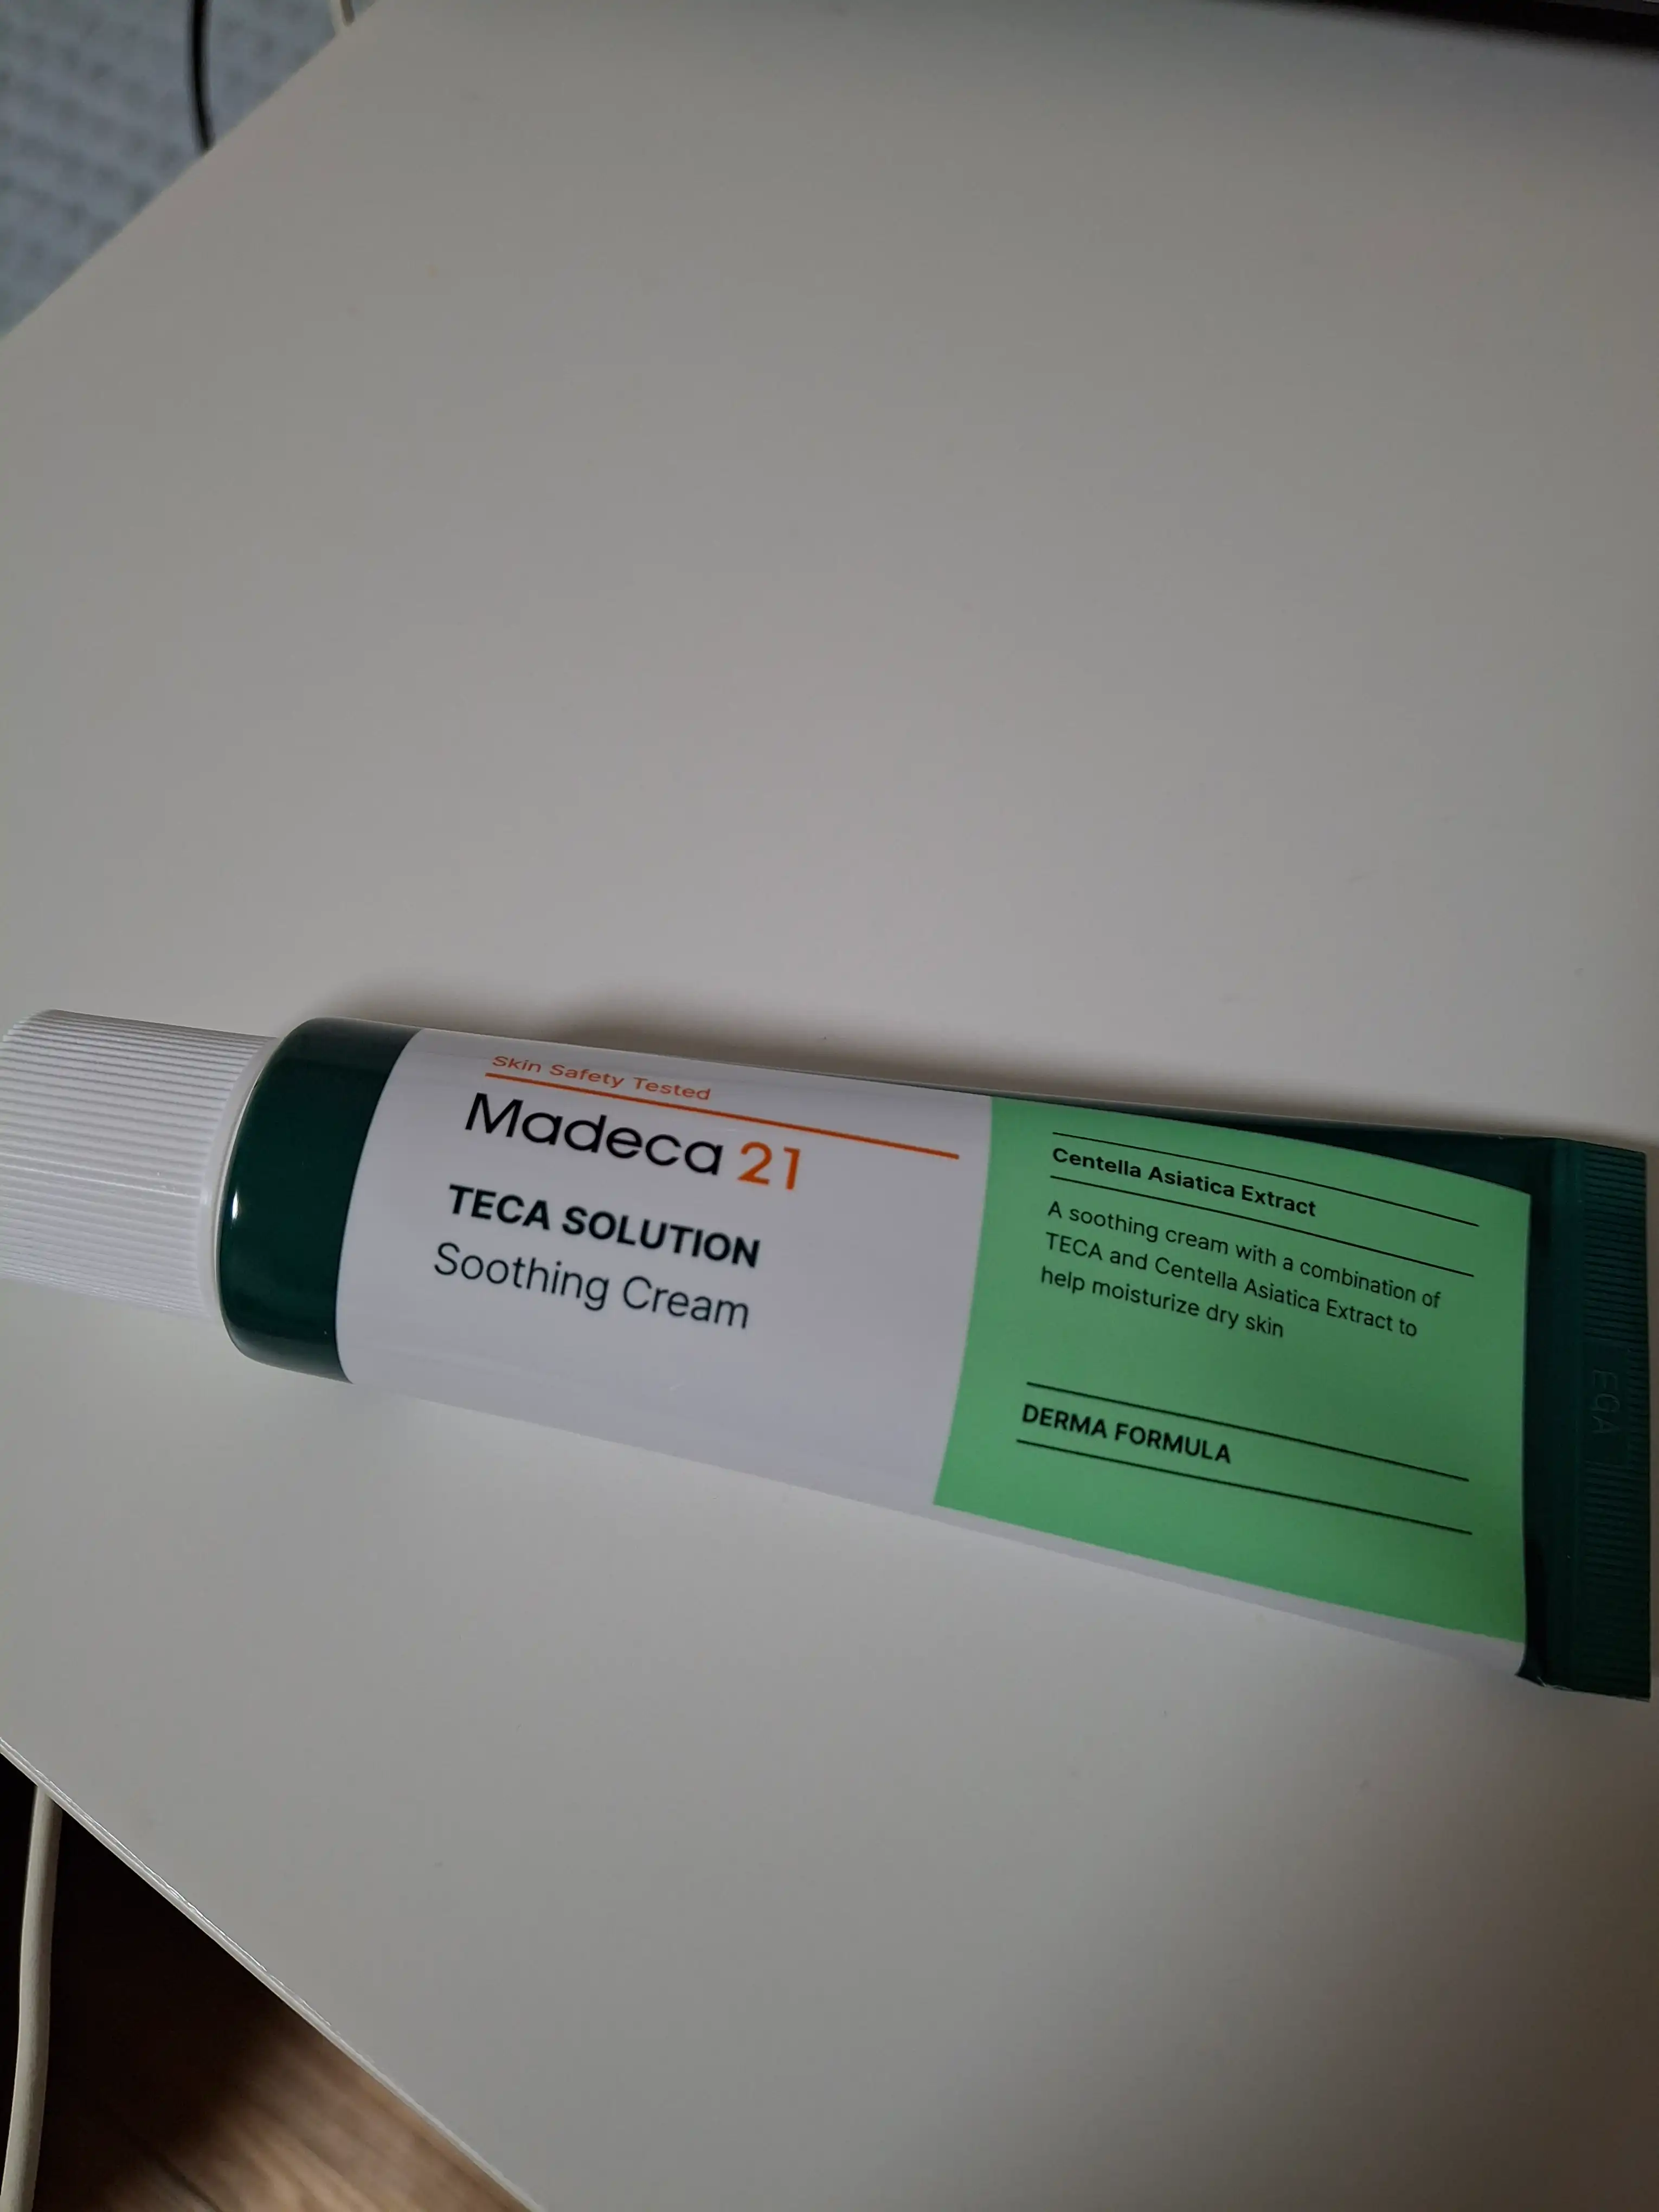 Skin Safety Tested
Madeca 21
TECA SOLUTION
Soothing Cream
Centella Asiatica Extract
A soothing cream with a combination of
TECA and Centella Asiatica Extract to
help moisturize dry skin
DERMA FORMULA